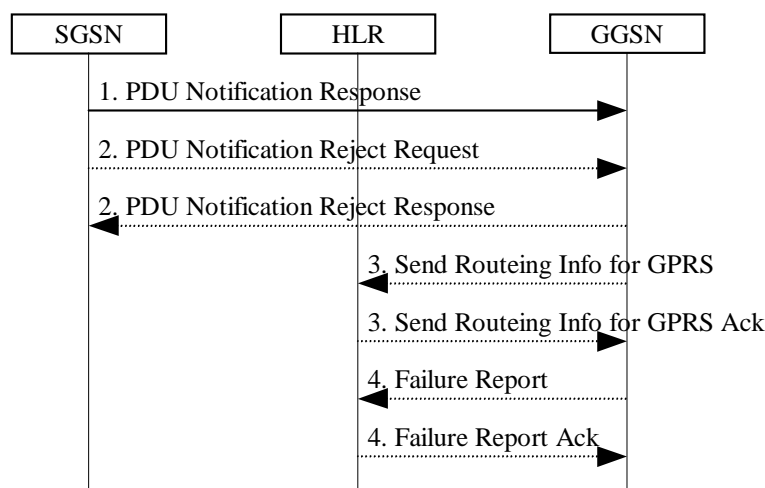 SGSN HLR GGSN
1. PDU Notification Response
2. PDU Notification Reject Request
2. PDU Notification Reject Response
3. Send Routeing Info for GPRS
3. Send Routeing Info for GPRS Ack
4. Failure Report
4. Failure Report Ack